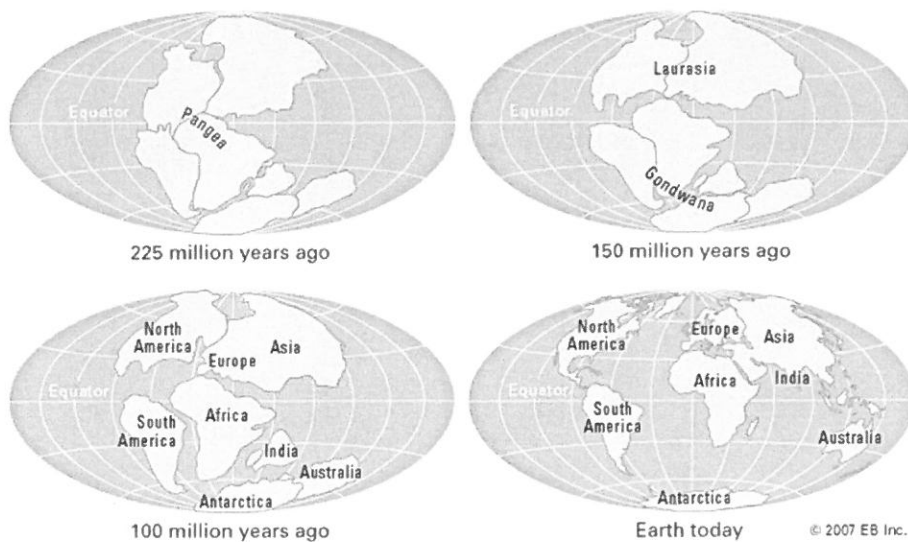 Equator
Pangea
225 million years ago
Laurasia
Gondwana
150 million years ago
North
America
Europe
Asia
Equator
South
America
Africa
India
Australia
Antarctica
100 million years ago
North
America
Europe
Asia
Equator
Africa
India
South
America
Australia
Antarctica
Earth today
© 2007 EB Inc.